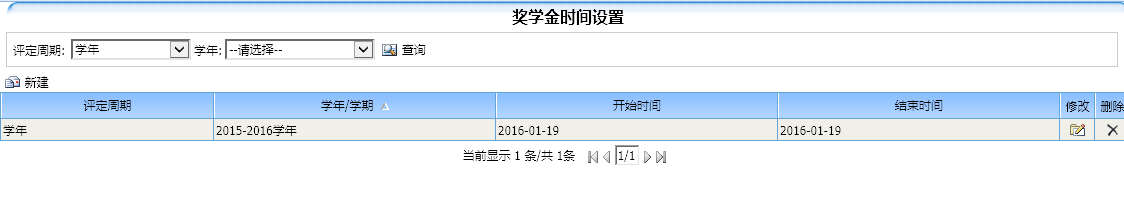 奖学金时间设置
评定周期: 学年 学年: --请选择-- 查询
新建
评定周期 学年/学期 开始时间 结束时间 修改 删除
学年 2015-2016学年 2016-01-19 2016-01-19
当前显示 1 条/共 1条 1/1